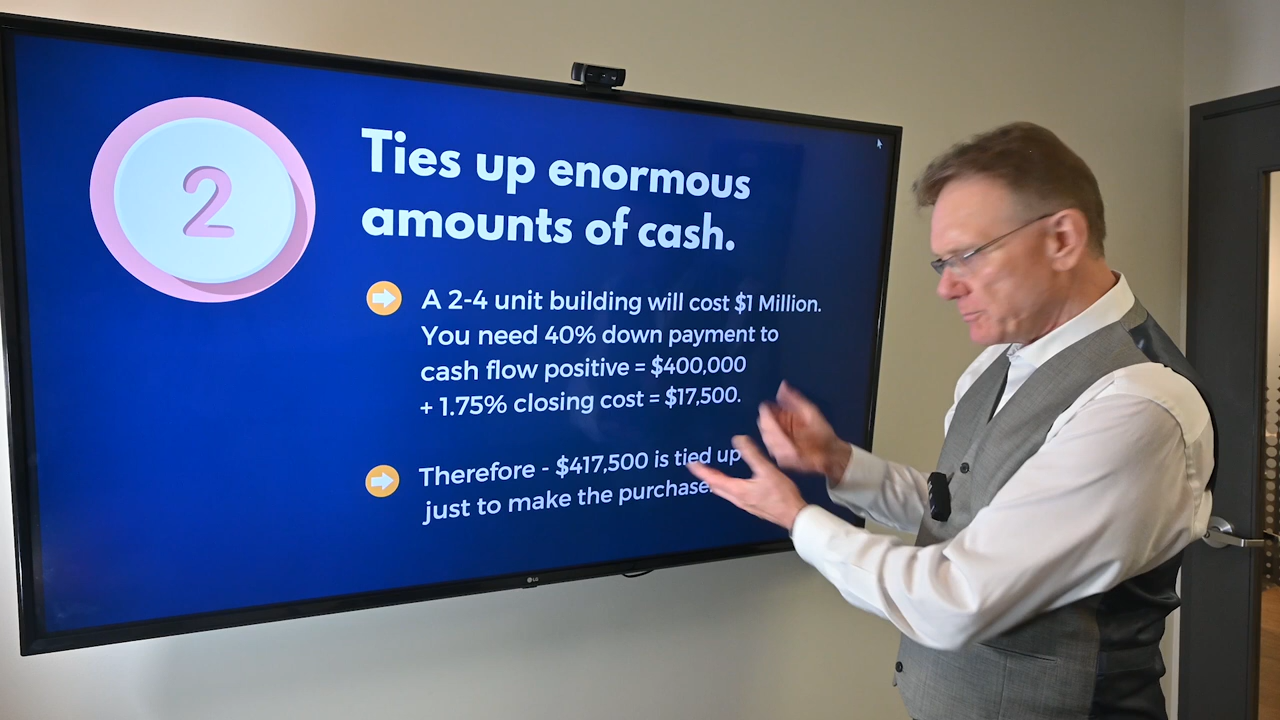 2
Ties up enormous
amounts of cash.
A 2-4 unit building will cost $1 Million.
You need 40% down payment to
cash flow positive = $400,000
+ 1.75% closing cost = $17,500.
Therefore - $417,500 is tied up
just to make the purchase.
LG